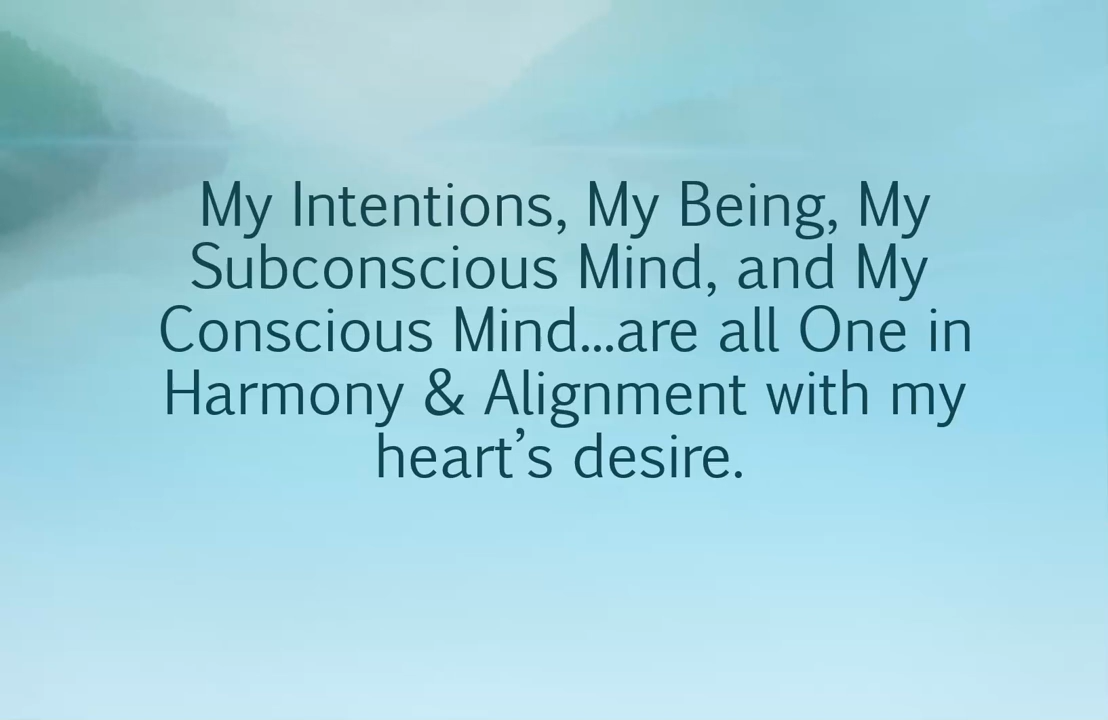 My Intentions, My Being, My
Subconscious Mind, and My
Conscious Mind...are all One in
Harmony & Alignment with my
heart’s desire.